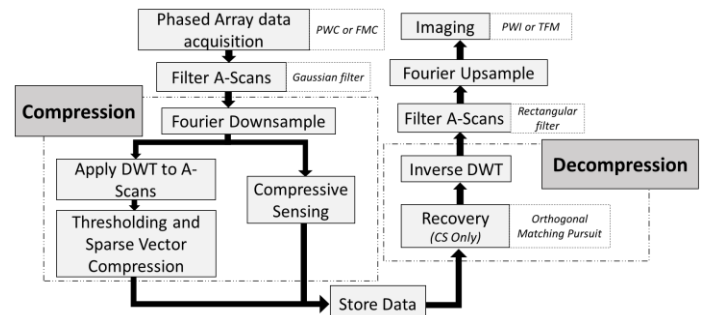 Phased Array data
acquisition
PWC or FMC
Filter A-Scans
Gaussian filter
Compression
Fourier Downsample
Apply DWT to A-
Scans
Compressive
Sensing
Thresholding and
Sparse Vector
Compression
Store Data
Imaging
PWI or TFM
Fourier Upsample
Filter A-Scans
Rectangular
filter
Inverse DWT
Decompression
Recovery
(CS Only)
Orthogonal
Matching Pursuit